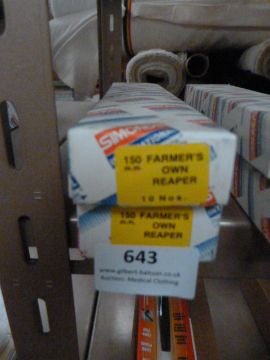 SIMONDS
150 FARMER'S
OWN
REAPER
10 Nos.
150 FARMER'S
OWN
REAPER
643
www.gilbert-baitson.co.uk
Auction: Medical Clothing